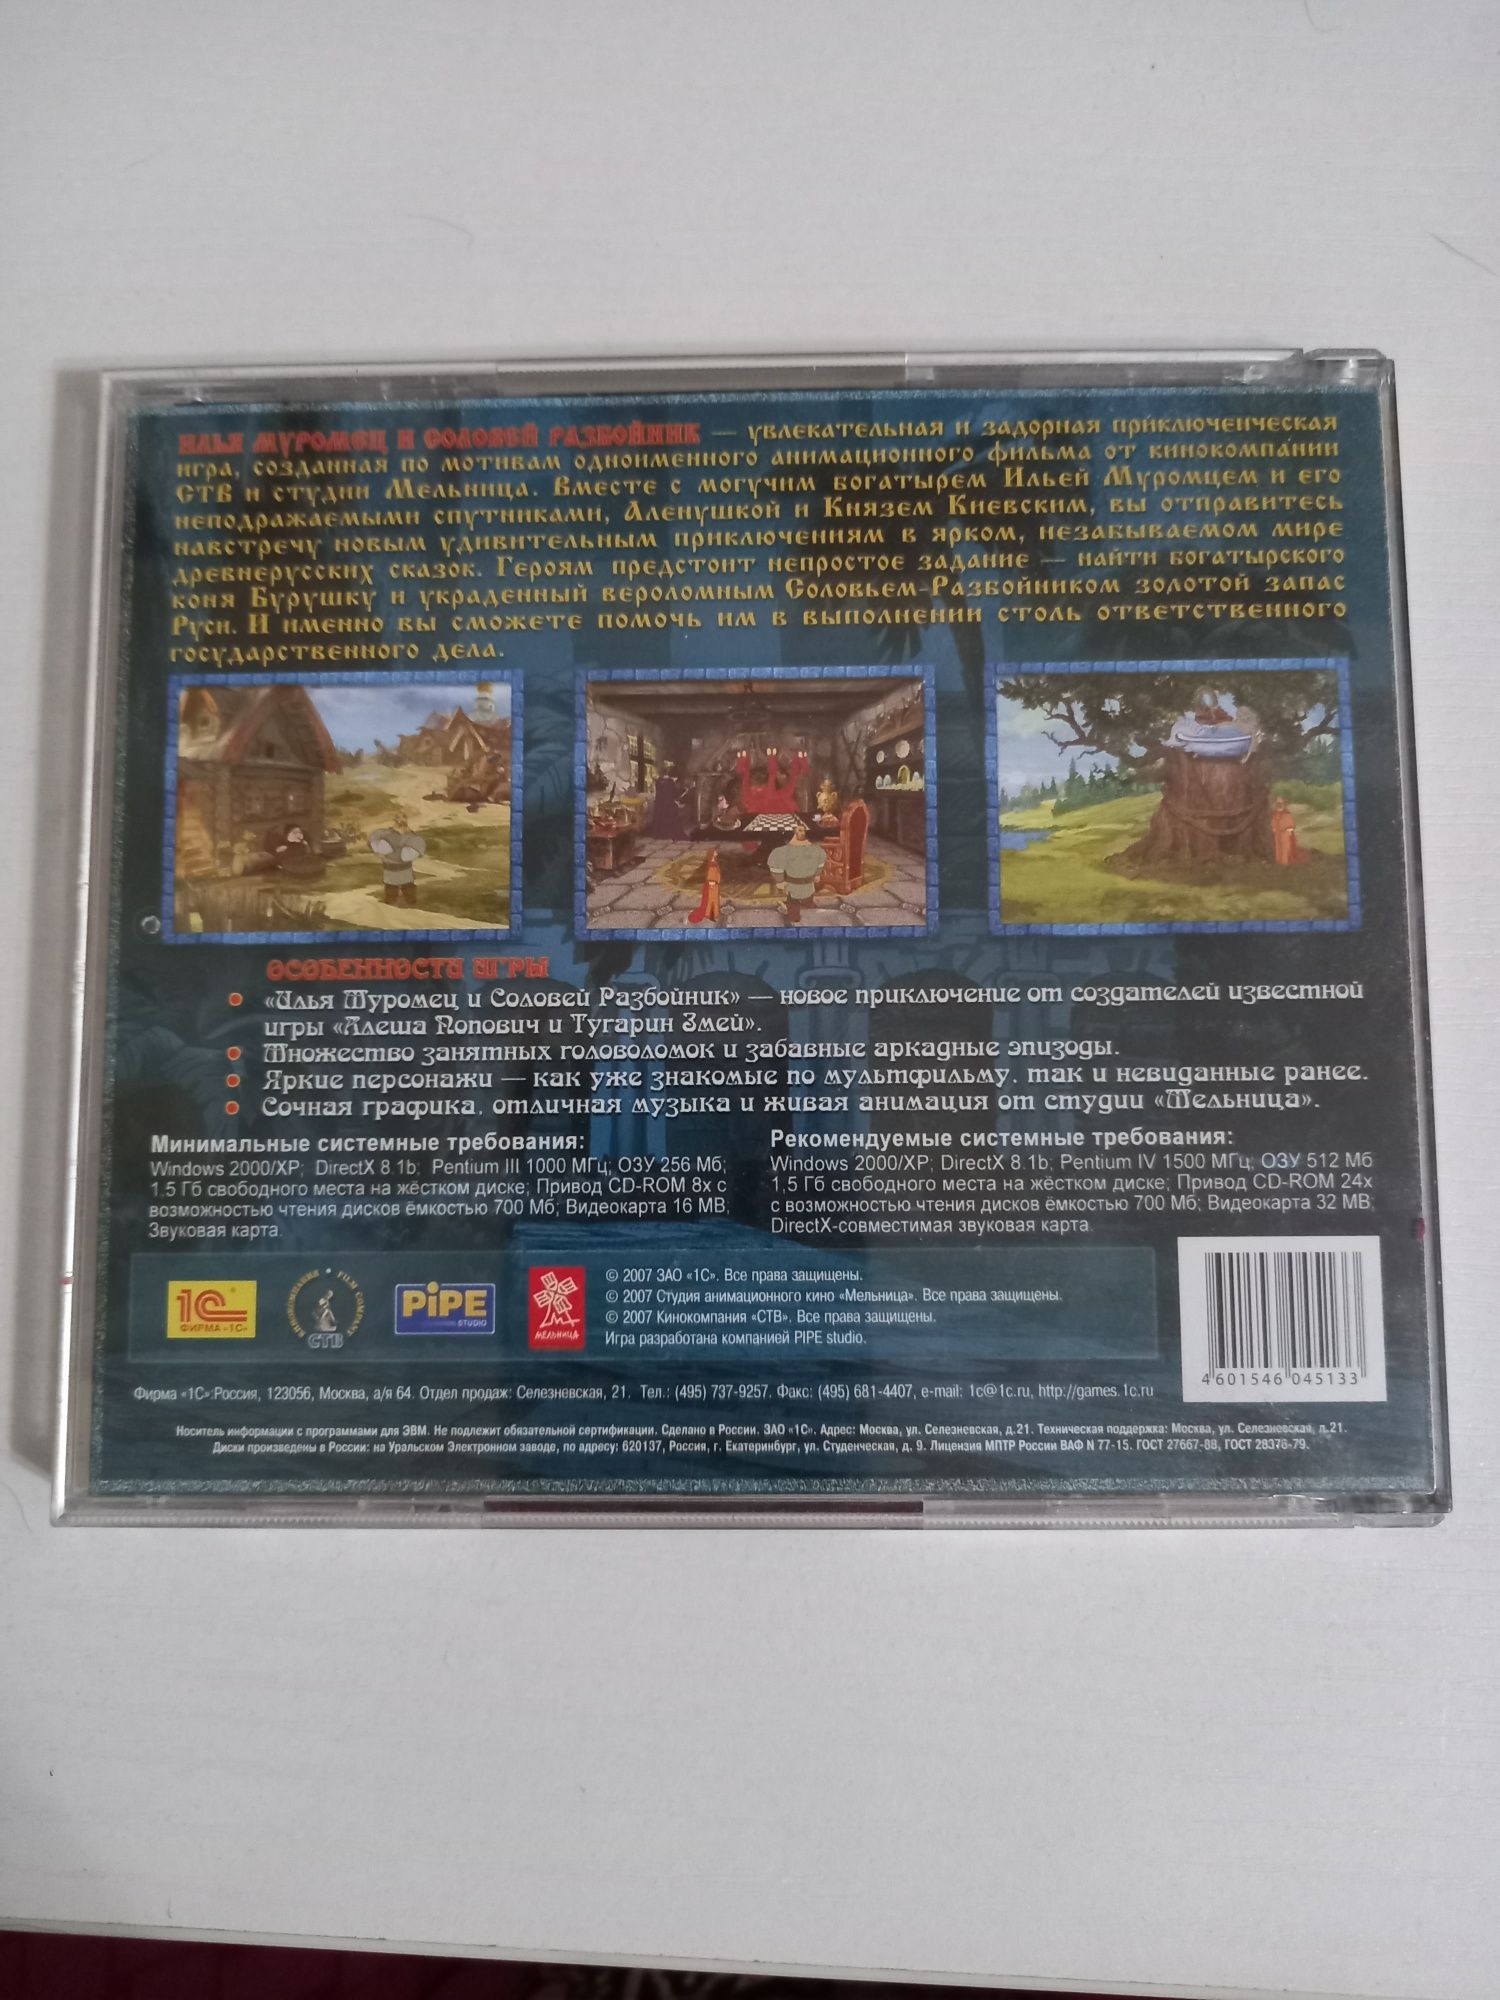 Илья Муромец и Соловей Разбойник — увлекательная и задорная приключенческая
игра, созданная по мотивам одноименного анимационного фильма от кинокомпании
СТВ и студии Мельница. Вместе с могучим богатырем Ильей Муромцем и его
неподражаемыми спутниками, Аленушкой и Князем Киевским, вы отправитесь
навстречу новым удивительным приключениям в ярком, незабываемом мире
древнерусских сказок. Героям предстоит непростое задание — найти богатырского
коня Бурушку и украденный вероломным Соловьем-Разбойником золотой запас
Руси. И именно вы сможете помочь им в выполнении столь ответственного
государственного дела.
Особенности игры
• «Илья Муромец и Соловей Разбойник» — новое приключение от создателей известной
игры «Алеша Попович и Тугарин Змей».
• Множество занятных головоломок и забавные аркадные эпизоды.
• Яркие персонажи — как уже знакомые по мультфильму, так и невиданные ранее.
• Сочная графика, отличная музыка и живая анимация от студии «Мельница».
Минимальные системные требования:
Windows 2000/XP; DirectX 8.1b; Pentium III 1000 МГц; ОЗУ 256 Мб;
1.5 Гб свободного места на жёстком диске; Привод CD-ROM 8x с
возможностью чтения дисков ёмкостью 700 Мб; Видеокарта 16 MB;
Звуковая карта.
Рекомендуемые системные требования:
Windows 2000/XP; DirectX 8.1b; Pentium IV 1500 МГц; ОЗУ 512 Мб
1,5 Гб свободного места на жёстком диске; Привод CD-ROM 24x
с возможностью чтения дисков ёмкостью 700 Мб; Видеокарта 32 MB;
DirectX-совместимая звуковая карта.
1С®
ФИРМА «1С»
КИНОКОМПАНИЯ • FILM COMPANY
СТВ
PiPE
STUDIO
МЕЛЬНИЦА
© 2007 ЗАО «1С». Все права защищены.
© 2007 Студия анимационного кино «Мельница». Все права защищены.
© 2007 Кинокомпания «СТВ». Все права защищены.
Игра разработана компанией PIPE studio.
4 601546 045133
Фирма «1С»:Россия, 123056, Москва, а/я 64. Отдел продаж: Селезневская, 21. Тел.: (495) 737-9257. Факс: (495) 681-4407, e-mail: 1c@1c.ru, http://games.1c.ru
Носитель информации с программами для ЭВМ. Не подлежит обязательной сертификации. Сделано в России. ЗАО «1С». Адрес: Москва, ул. Селезневская, д.21. Техническая поддержка: Москва, ул. Селезневская, д.21.
Диски произведены в России: на Уральском Электронном заводе, по адресу: 620137, Россия, г. Екатеринбург, ул. Студенческая, д. 9. Лицензия МПТР России ВАФ N 77-15. ГОСТ 27667-88, ГОСТ 28376-79.